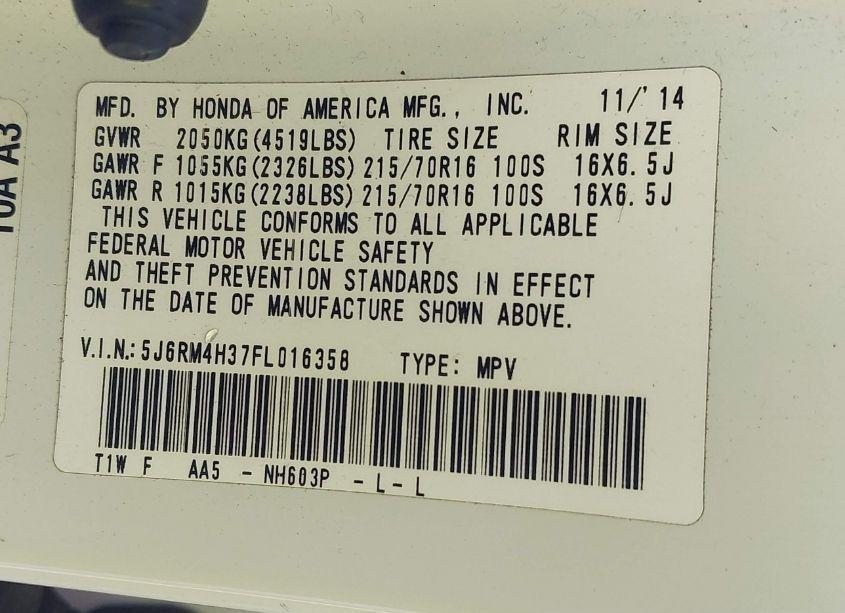 MFD. BY HONDA OF AMERICA MFG., INC. 11/'14
GVWR 2050KG(4519LBS) TIRE SIZE RIM SIZE
GAWR F 1055KG(2326LBS) 215/70R16 100S 16X6.5J
GAWR R 1015KG(2238LBS) 215/70R16 100S 16X6.5J
THIS VEHICLE CONFORMS TO ALL APPLICABLE
FEDERAL MOTOR VEHICLE SAFETY
AND THEFT PREVENTION STANDARDS IN EFFECT
ON THE DATE OF MANUFACTURE SHOWN ABOVE.
V.I.N.: 5J6RM4H37FL016358 TYPE: MPV
T1W F AA5 - NH603P - L - L
A3